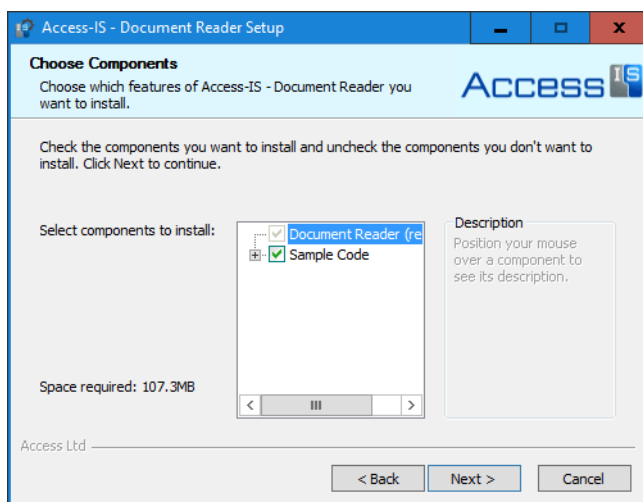 Access-IS - Document Reader Setup
Choose Components
Choose which features of Access-IS - Document Reader you
want to install.
Access IS
Check the components you want to install and uncheck the components you don't want to
install. Click Next to continue.
Select components to install:
Document Reader (re
Sample Code
Description
Position your mouse
over a component to
see its description.
Space required: 107.3MB
Access Ltd
< Back
Next >
Cancel